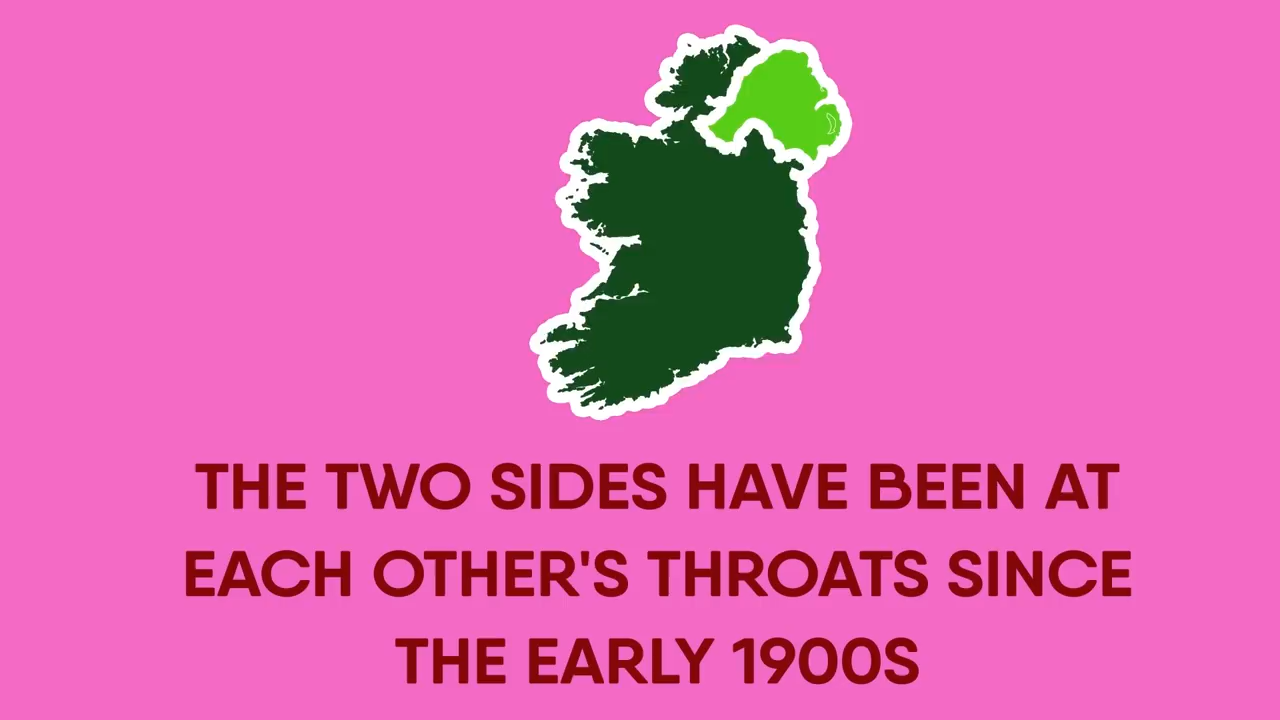 THE TWO SIDES HAVE BEEN AT
EACH OTHER'S THROATS SINCE
THE EARLY 1900S